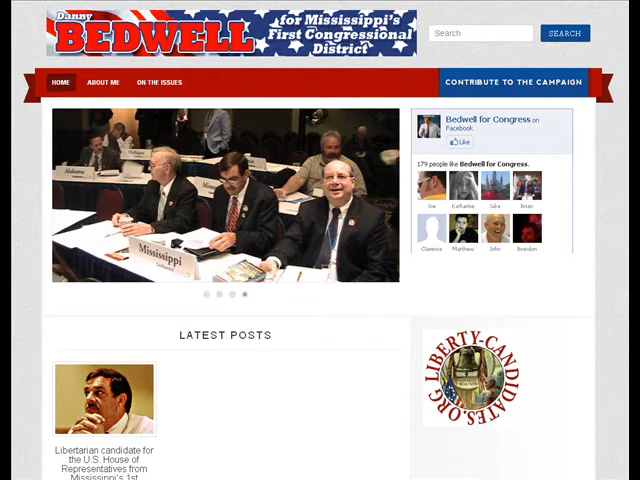 Danny
BEDWELL
for Mississippi's
First Congressional
District
Search
SEARCH
HOME
ABOUT ME
ON THE ISSUES
CONTRIBUTE TO THE CAMPAIGN
Michigan
Alabama
Mississippi
Bedwell for Congress on
Facebook
Like
179 people like Bedwell for Congress.
Joe
Katharine
Jake
Brian
Clarence
Matthew
John
Brandon
LATEST POSTS
LIBERTY-CANDIDATES.ORG
Libertarian candidate for
the U.S. House of
Representatives from
Mississippi's 1st